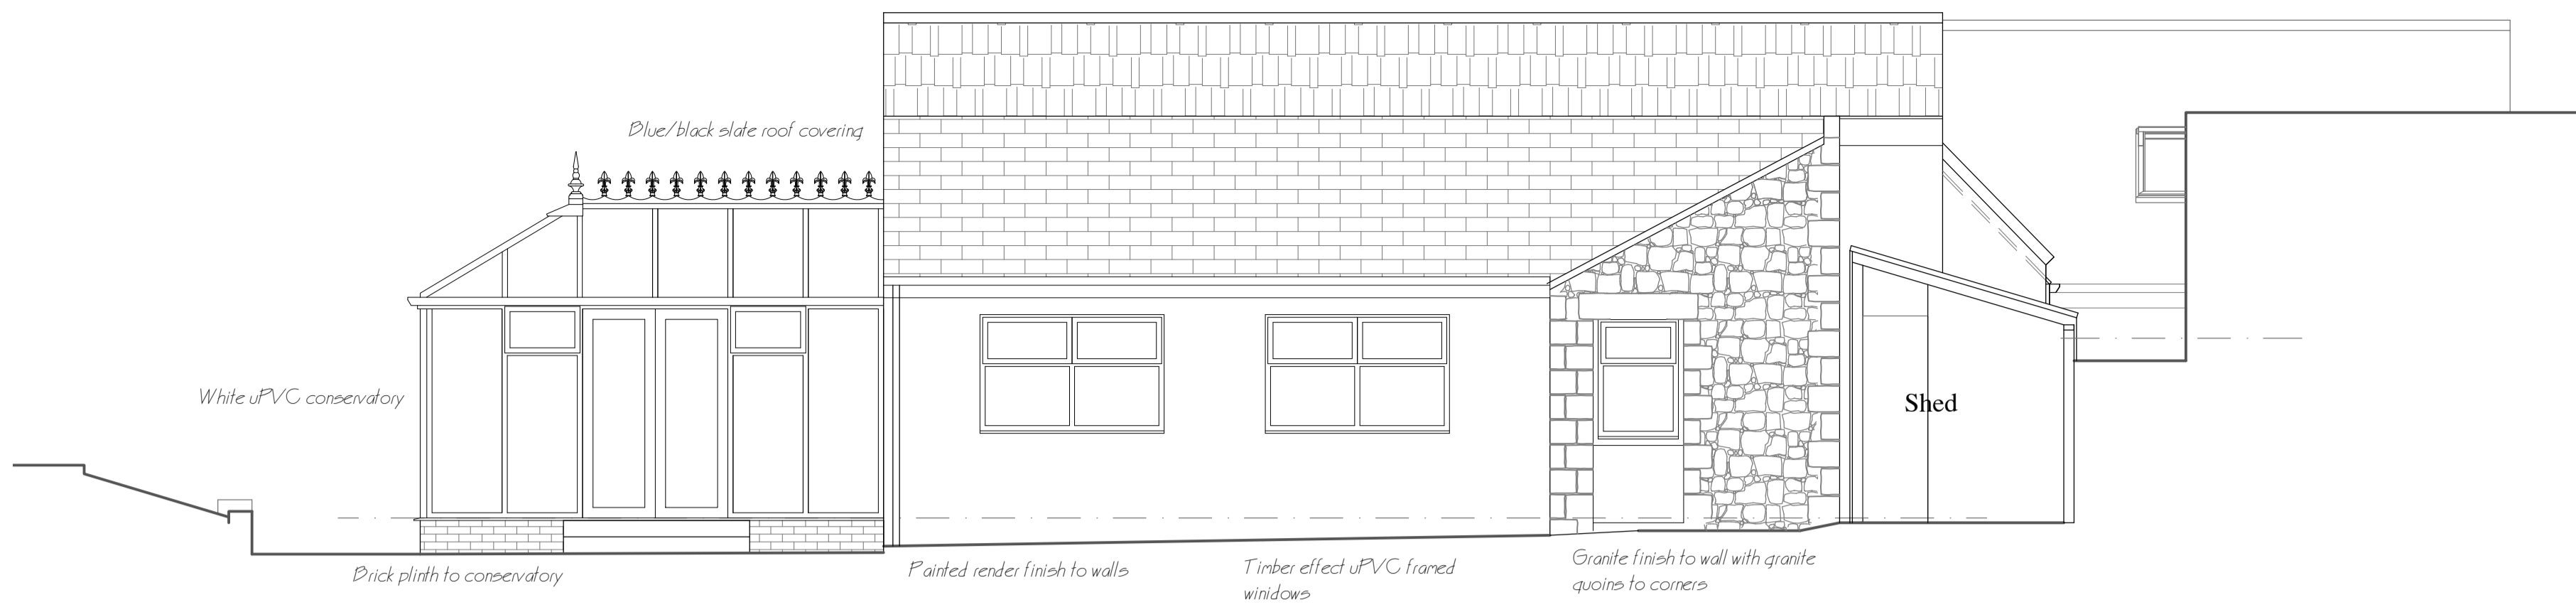 Blue/black slate roof covering
White uPVC conservatory
Shed
Brick plinth to conservatory
Painted render finish to walls
Timber effect uPVC framed
winidows
Granite finish to wall with granite
quoins to corners